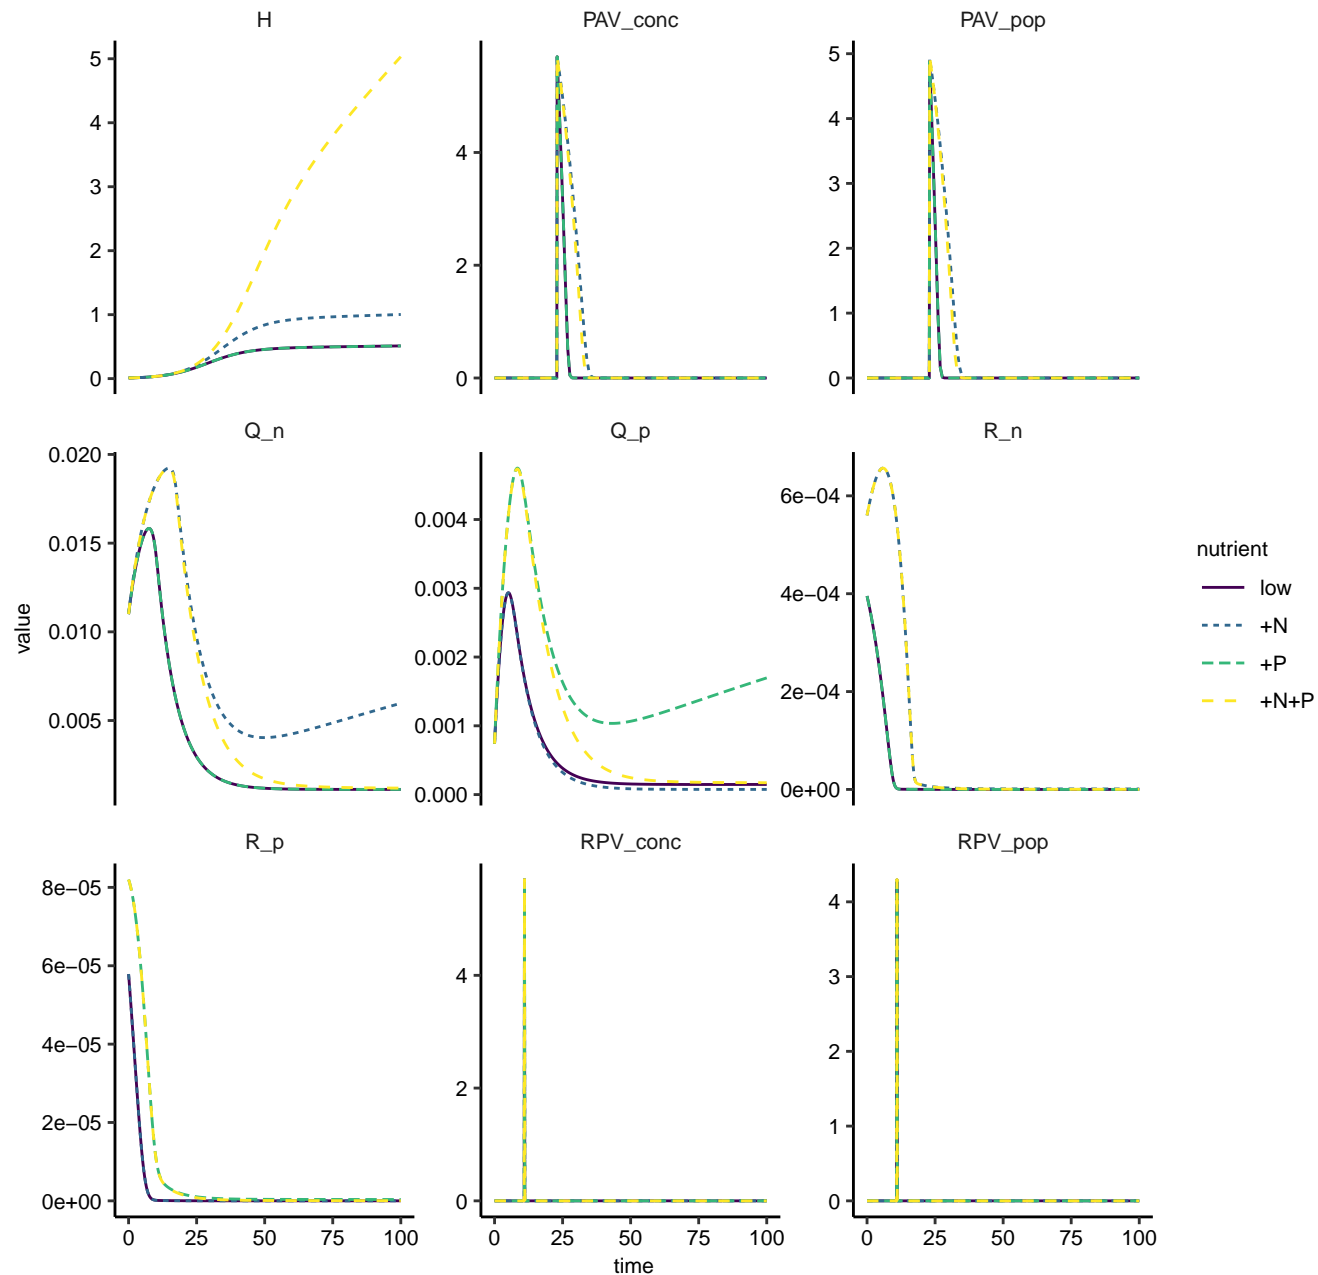 H
PAV_conc
PAV_pop
5
4
3
2
1
0
4
2
0
5
4
3
2
1
0
Q_n
Q_p
R_n
0.020
0.015
0.010
0.005
0.004
0.003
0.002
0.001
0.000
6e−04
4e−04
2e−04
0e+00
R_p
RPV_conc
RPV_pop
8e−05
6e−05
4e−05
2e−05
0e+00
4
2
0
4
3
2
1
0
0 25 50 75 100
0 25 50 75 100
0 25 50 75 100
time
value
nutrient
low
+N
+P
+N+P